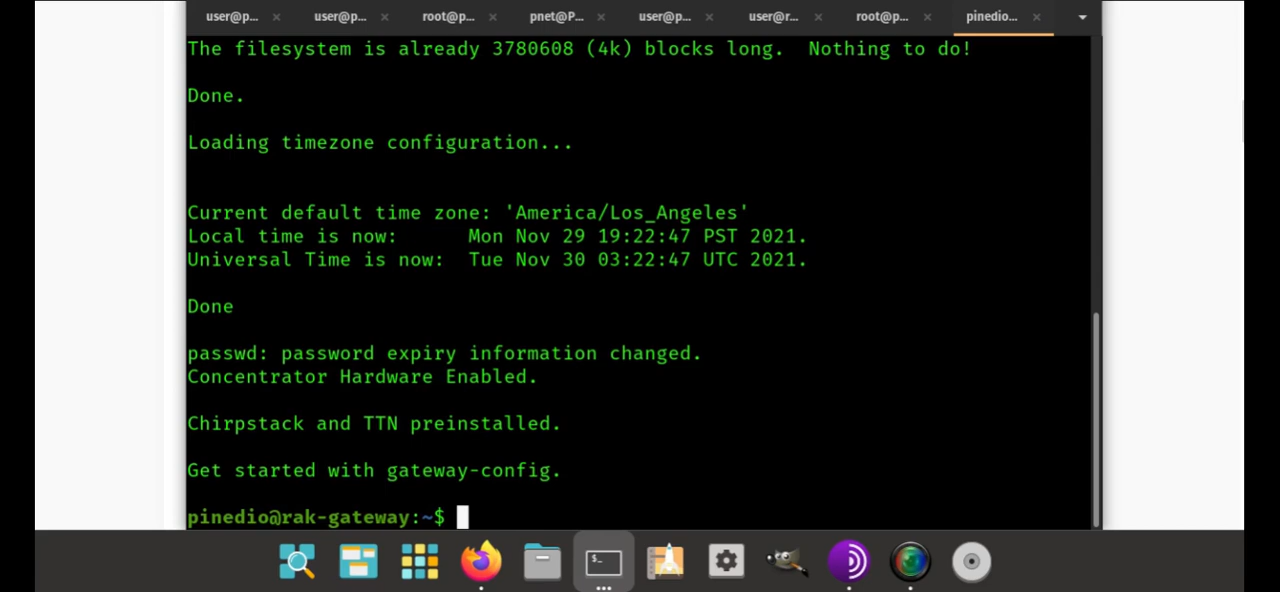 user@p...
user@p...
root@p...
pnet@P...
user@p...
user@r...
root@p...
pinedio...
The filesystem is already 3780608 (4k) blocks long.  Nothing to do!
Done.
Loading timezone configuration...
Current default time zone: 'America/Los_Angeles'
Local time is now:      Mon Nov 29 19:22:47 PST 2021.
Universal Time is now:  Tue Nov 30 03:22:47 UTC 2021.
Done
passwd: password expiry information changed.
Concentrator Hardware Enabled.
Chirpstack and TTN preinstalled.
Get started with gateway-config.
pinedio@rak-gateway:~$
$_